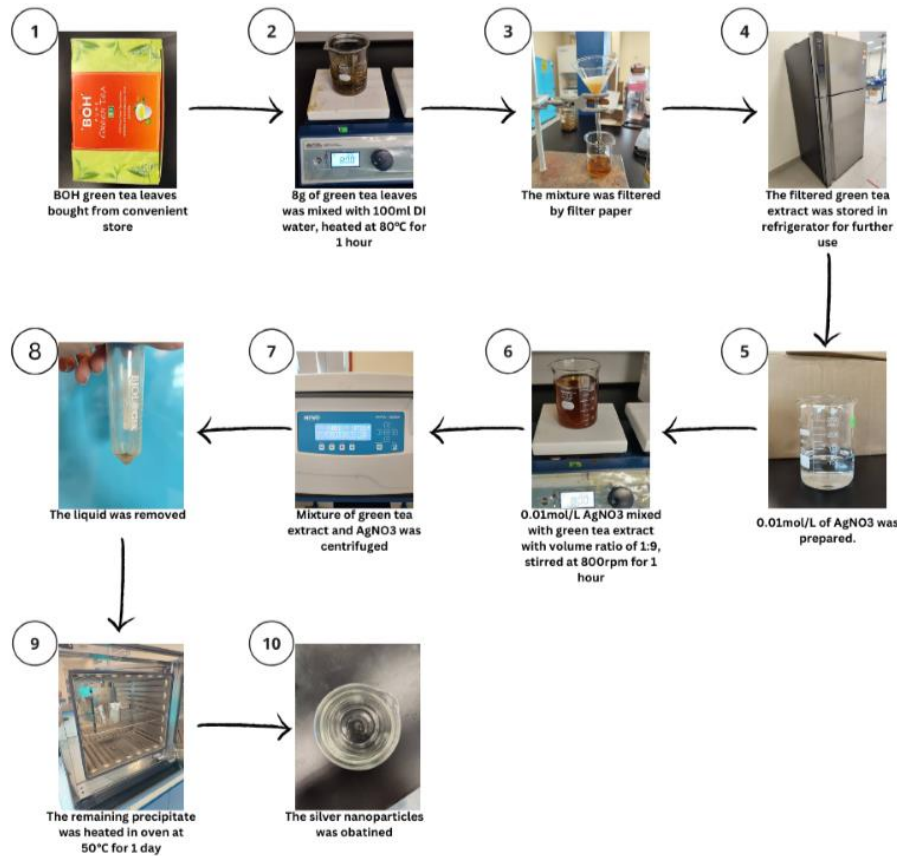 1
BOH
GREEN TEA
BOH green tea leaves
bought from convenient
store
2
8g of green tea leaves
was mixed with 100ml DI
water, heated at 80°C for
1 hour
3
The mixture was filtered
by filter paper
4
The filtered green tea
extract was stored in
refrigerator for further
use
8
The liquid was removed
7
Mixture of green tea
extract and AgNO3 was
centrifuged
6
0.01mol/L AgNO3 mixed
with green tea extract
with volume ratio of 1:9,
stirred at 800rpm for 1
hour
5
0.01mol/L of AgNO3 was
prepared.
9
The remaining precipitate
was heated in oven at
50°C for 1 day
10
The silver nanoparticles
was obatined